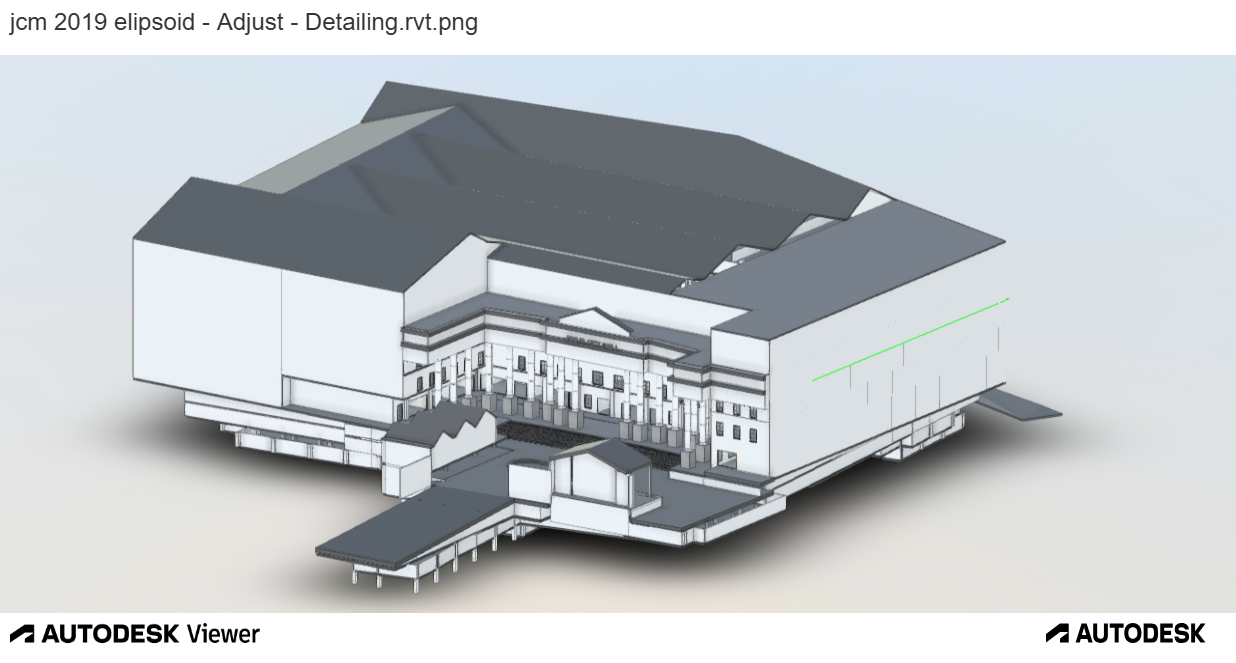 jcm 2019 elipsoid - Adjust - Detailing.rvt.png
AUTODESK Viewer
AUTODESK